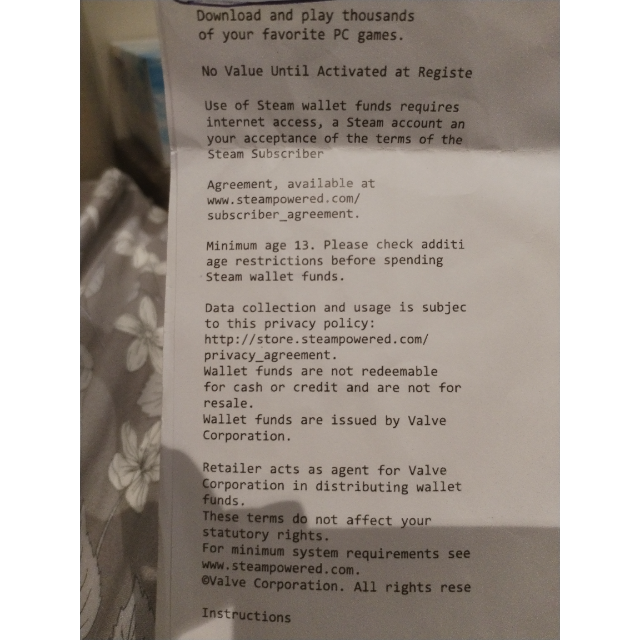 Download and play thousands
of your favorite PC games.
No Value Until Activated at Registe
Use of Steam wallet funds requires
internet access, a Steam account an
your acceptance of the terms of the
Steam Subscriber
Agreement, available at
www.steampowered.com/
subscriber_agreement.
Minimum age 13. Please check additi
age restrictions before spending
Steam wallet funds.
Data collection and usage is subjec
to this privacy policy:
http://store.steampowered.com/
privacy_agreement.
Wallet funds are not redeemable
for cash or credit and are not for
resale.
Wallet funds are issued by Valve
Corporation.
Retailer acts as agent for Valve
Corporation in distributing wallet
funds.
These terms do not affect your
statutory rights.
For minimum system requirements see
www.steampowered.com.
©Valve Corporation. All rights rese
Instructions